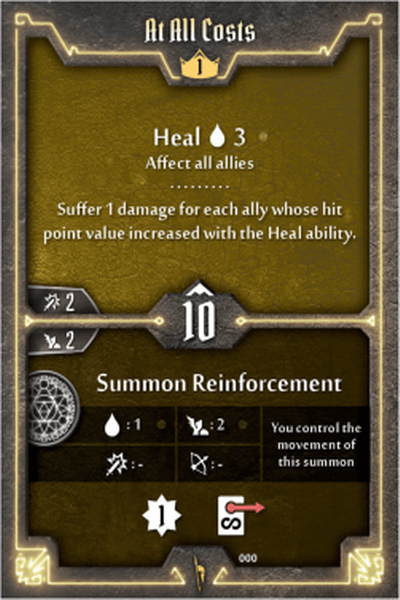 At All Costs
1
Heal 3
Affect all allies
Suffer 1 damage for each ally whose hit
point value increased with the Heal ability.
2
10
2
Summon Reinforcement
: 1
: 2
: -
: -
You control the
movement of
this summon
1
000